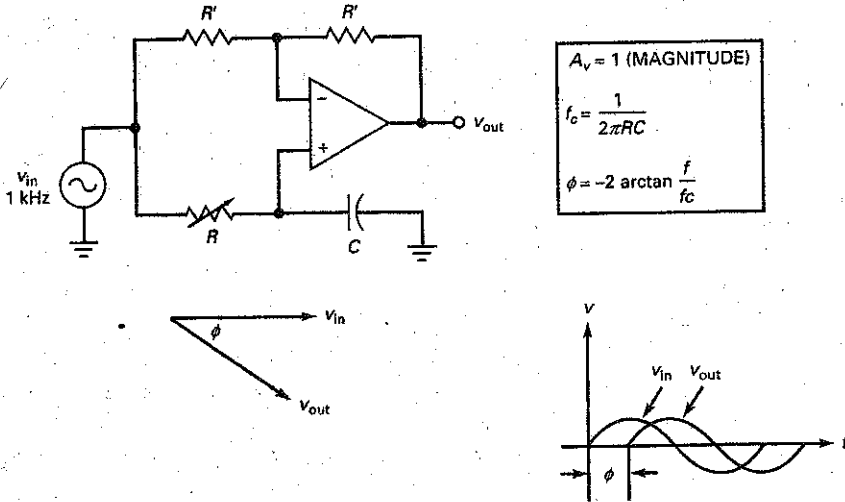 R'
R'
−
+
v_out
v_in
1 kHz
R
C
A_v = 1 (MAGNITUDE)
f_c = 1/2πRC
ϕ = −2 arctan f/fc
v_in
ϕ
v_out
v
v_in v_out
t
ϕ